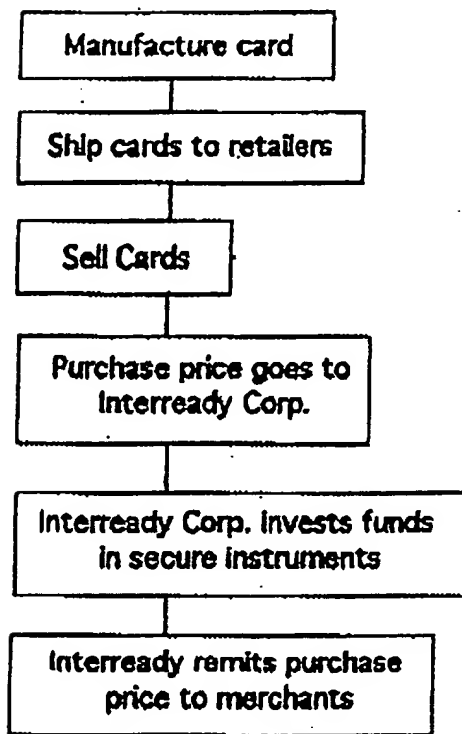 Manufacture card
Ship cards to retailers
Sell Cards
Purchase price goes to
Interready Corp.
Interready Corp. invests funds
in secure instruments
Interready remits purchase
price to merchants